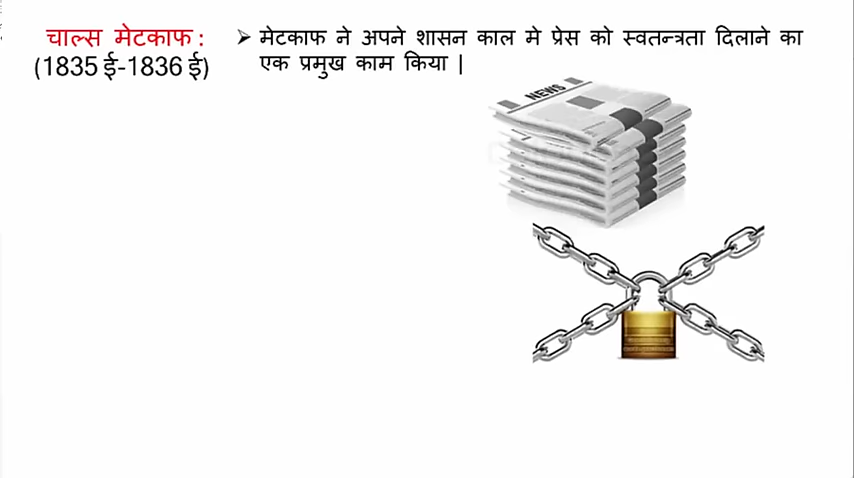 चाल्स मेटकाफ :
(1835 ई-1836 ई)
➢ मेटकाफ ने अपने शासन काल मे प्रेस को स्वतन्त्रता दिलाने का
एक प्रमुख काम किया |
NEWS